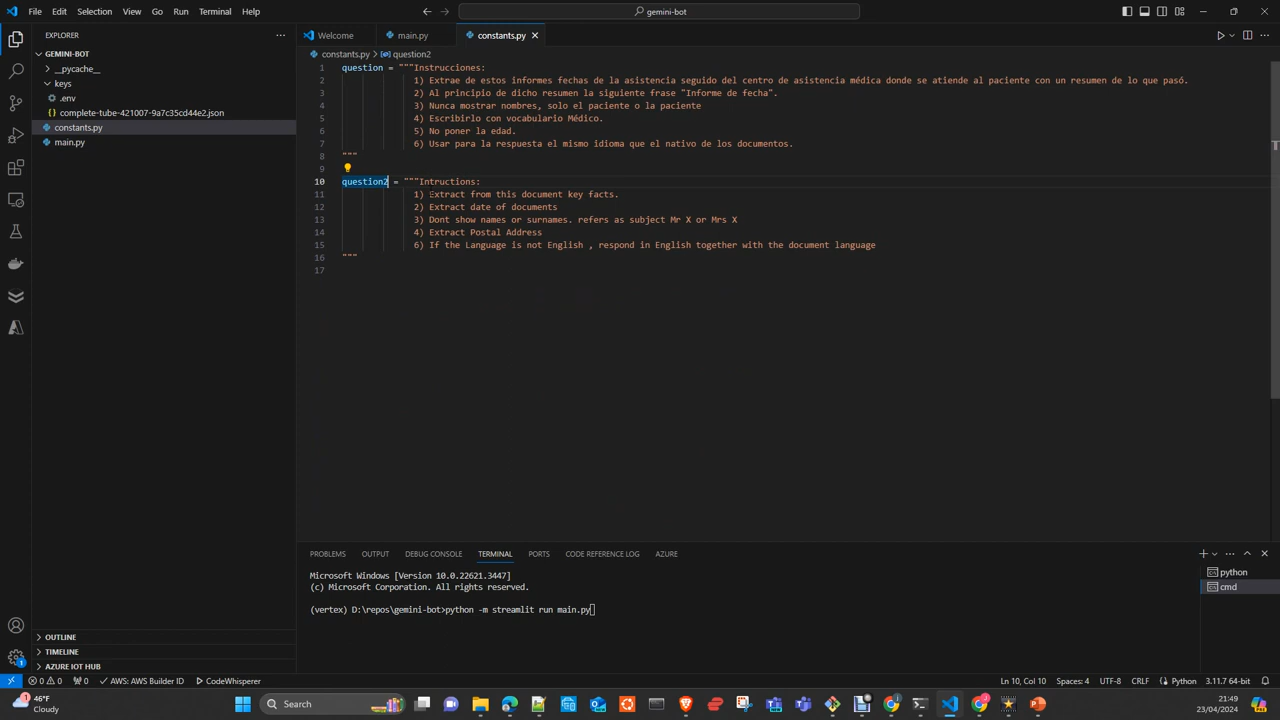 File Edit Selection View Go Run Terminal Help
gemini-bot
EXPLORER
Welcome
main.py
constants.py
GEMINI-BOT
constants.py > question2
__pycache__
keys
.env
complete-tube-421007-9a7c35cd44e2.json
constants.py
main.py
1 question = """Instrucciones:
2 1) Extrae de estos informes fechas de la asistencia seguido del centro de asistencia médica donde se atiende al paciente con un resumen de lo que pasó.
3 2) Al principio de dicho resumen la siguiente frase "Informe de fecha".
4 3) Nunca mostrar nombres, solo el paciente o la paciente
5 4) Escribirlo con vocabulario Médico.
6 5) No poner la edad.
7 6) Usar para la respuesta el mismo idioma que el nativo de los documentos.
8 """
9
10 question2 = """Intructions:
11 1) Extract from this document key facts.
12 2) Extract date of documents
13 3) Dont show names or surnames. refers as subject Mr X or Mrs X
14 4) Extract Postal Address
15 6) If the Language is not English , respond in English together with the document language
16 """
17
PROBLEMS OUTPUT DEBUG CONSOLE TERMINAL PORTS CODE REFERENCE LOG AZURE
Microsoft Windows [Version 10.0.22621.3447]
(c) Microsoft Corporation. All rights reserved.
(vertex) D:\repos\gemini-bot>python -m streamlit run main.py
python
cmd
OUTLINE
TIMELINE
AZURE IOT HUB
0 0 0 AWS: AWS Builder ID CodeWhisperer
Ln 10, Col 10 Spaces: 4 UTF-8 CRLF Python 3.11.7 64-bit
46°F
Cloudy
Search
21:49
23/04/2024